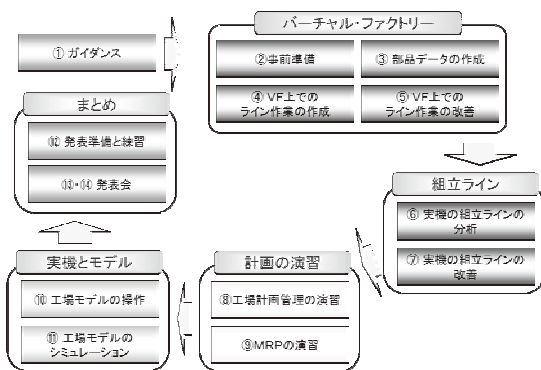 ① ガイダンス
バーチャル・ファクトリー
②事前準備
③ 部品データの作成
④ VF上での
ライン作業の作成
⑤ VF上での
ライン作業の改善
組立ライン
⑥ 実機の組立ラインの
分析
⑦ 実機の組立ラインの
改善
計画の演習
⑧工場計画管理の演習
⑨MRPの演習
実機とモデル
⑩ 工場モデルの操作
⑪ 工場モデルの
シミュレーション
まとめ
⑫ 発表準備と練習
⑬・⑭ 発表会